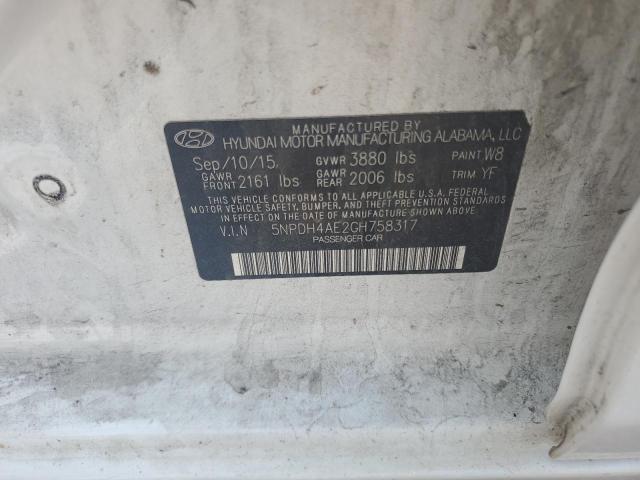 MANUFACTURED BY
HYUNDAI MOTOR MANUFACTURING ALABAMA, LLC
Sep/10/15. GVWR 3880 lbs PAINT W8
GAWR FRONT 2161 lbs GAWR REAR 2006 lbs TRIM YF
THIS VEHICLE CONFORMS TO ALL APPLICABLE U.S.A. FEDERAL
MOTOR VEHICLE SAFETY, BUMPER, AND THEFT PREVENTION
STANDARDS IN EFFECT ON THE DATE OF MANUFACTURE SHOWN ABOVE.
V.I.N 5NPDH4AE2GH758317
PASSENGER CAR